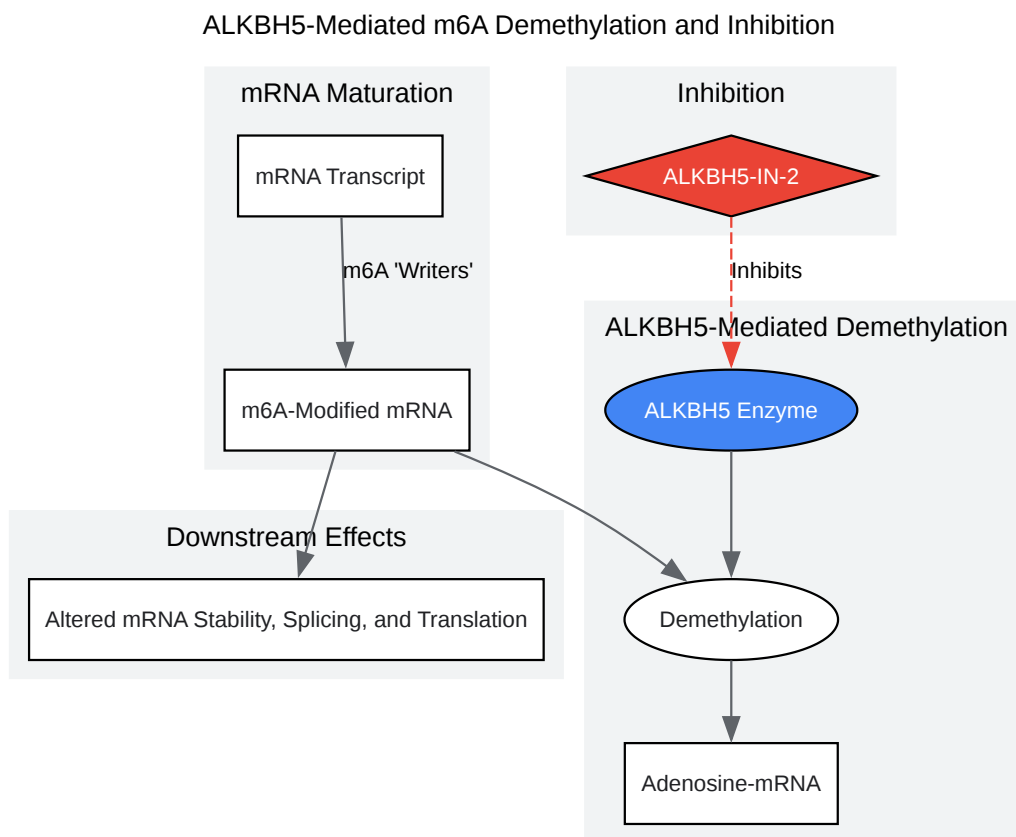 ALKBH5-Mediated m6A Demethylation and Inhibition
mRNA Maturation
Inhibition
mRNA Transcript
ALKBH5-IN-2
m6A 'Writers'
Inhibits
ALKBH5-Mediated Demethylation
m6A-Modified mRNA
ALKBH5 Enzyme
Downstream Effects
Altered mRNA Stability, Splicing, and Translation
Demethylation
Adenosine-mRNA